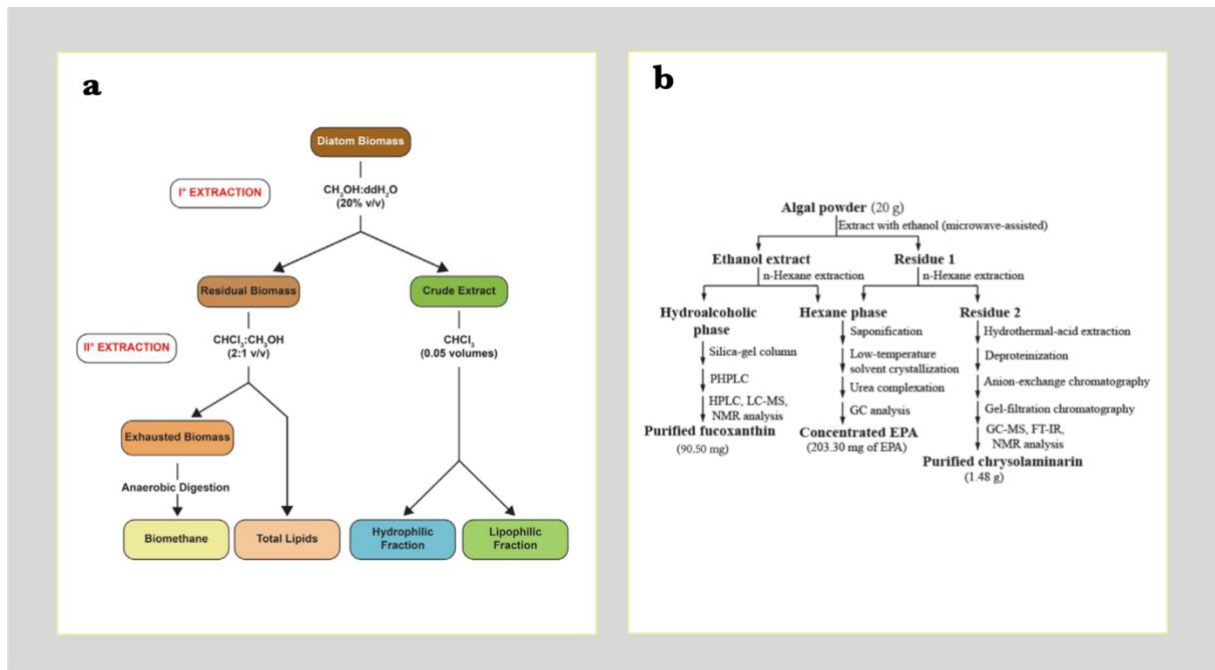 a
Diatom Biomass
I° EXTRACTION
CH₃OH:ddH₂O
(20% v/v)
Residual Biomass
Crude Extract
II° EXTRACTION
CHCl₃:CH₃OH
(2:1 v/v)
CHCl₃
(0.05 volumes)
Exhausted Biomass
Anaerobic Digestion
Biomethane
Total Lipids
Hydrophilic
Fraction
Lipophilic
Fraction
b
Algal powder (20 g)
Extract with ethanol (microwave-assisted)
Ethanol extract
Residue 1
n-Hexane extraction
n-Hexane extraction
Hydroalcoholic
phase
Silica-gel column
PHPLC
HPLC, LC-MS,
NMR analysis
Purified fucoxanthin
(90.50 mg)
Hexane phase
Saponification
Low-temperature
solvent crystallization
Urea complexation
GC analysis
Concentrated EPA
(203.30 mg of EPA)
Residue 2
Hydrothermal-acid extraction
Deproteinization
Anion-exchange chromatography
Gel-filtration chromatography
GC-MS, FT-IR,
NMR analysis
Purified chrysolaminarin
(1.48 g)